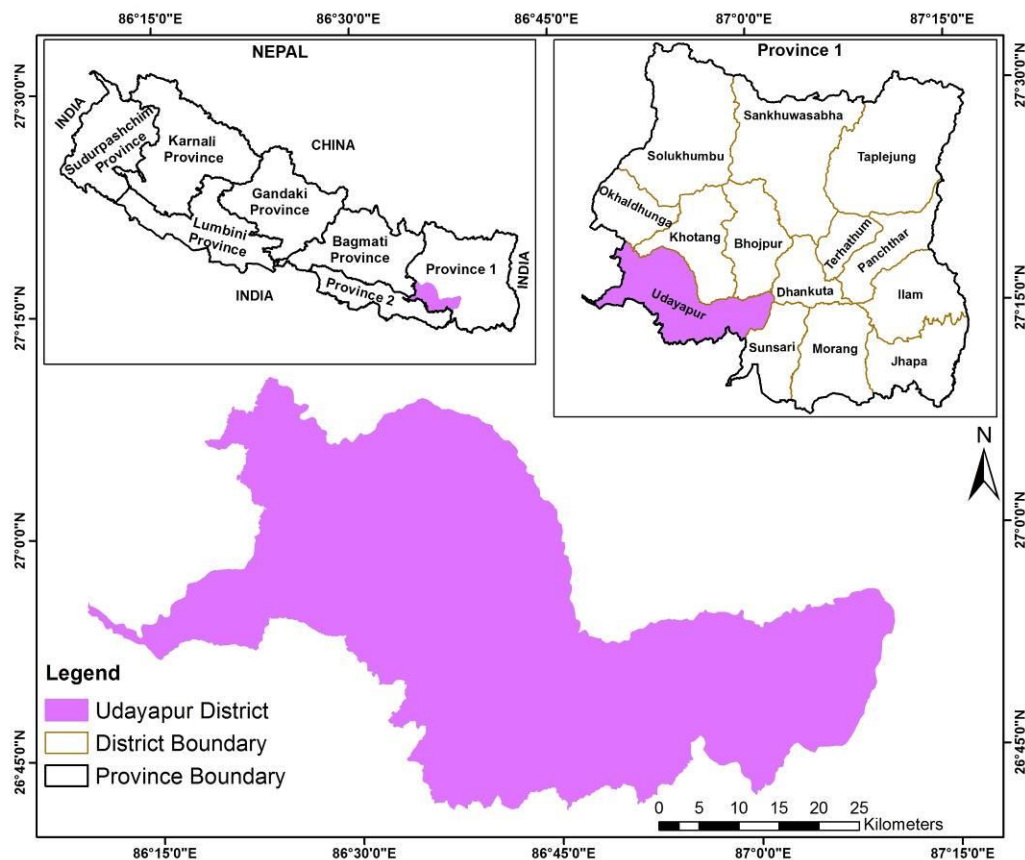 86°15'0"E 86°30'0"E 86°45'0"E 87°0'0"E 87°15'0"E
NEPAL
INDIA
Sudurpashchim
Province
Karnali
Province
CHINA
Gandaki
Province
Lumbini
Province
Bagmati
Province
Province 1
INDIA
INDIA
Province 2
Province 1
Sankhuwasabha
Solukhumbu
Taplejung
Okhaldhunga
Khotang
Bhojpur
Terhathum
Panchthar
Dhankuta
Ilam
Udayapur
Sunsari
Morang
Jhapa
27°30'0"N
27°15'0"N
27°0'0"N
26°45'0"N
27°30'0"N
27°15'0"N
27°0'0"N
26°45'0"N
N
Legend
Udayapur District
District Boundary
Province Boundary
0 5 10 15 20 25
Kilometers
86°15'0"E 86°30'0"E 86°45'0"E 87°0'0"E 87°15'0"E